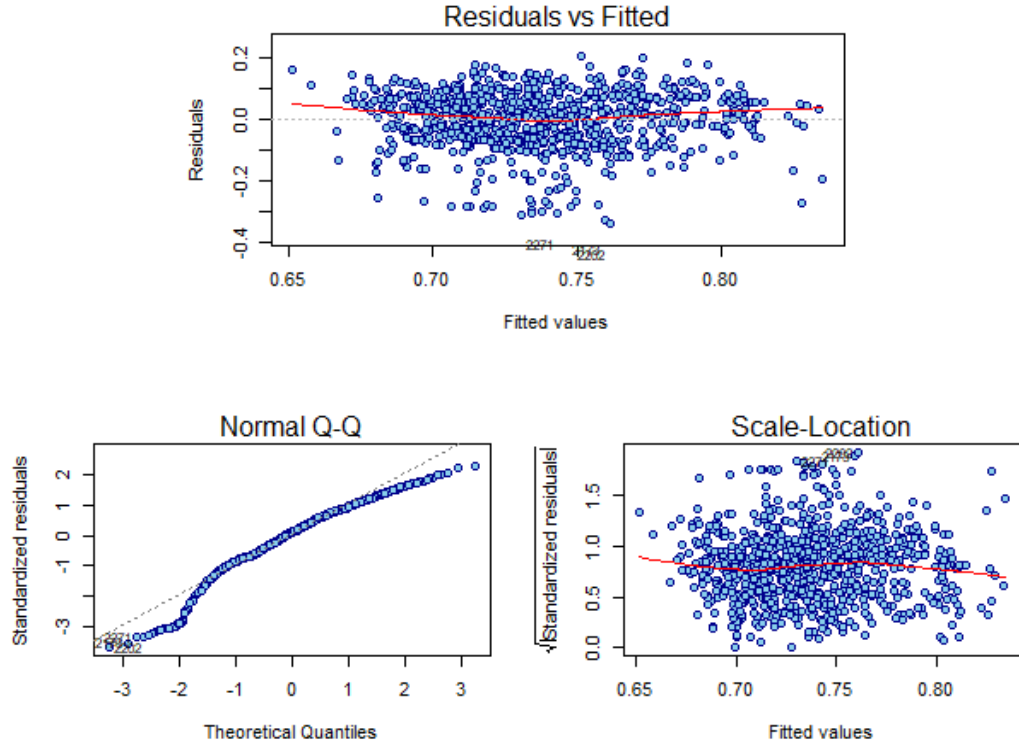 Residuals vs Fitted
Residuals
0.2
0.0
-0.2
-0.4
2271
2202
0.65 0.70 0.75 0.80
Fitted values
Normal Q-Q
Standardized residuals
2
1
0
-1
-3
2271
2202
-3 -2 -1 0 1 2 3
Theoretical Quantiles
Scale-Location
√|Standardized residuals|
1.5
1.0
0.5
0.0
0.65 0.70 0.75 0.80
Fitted values